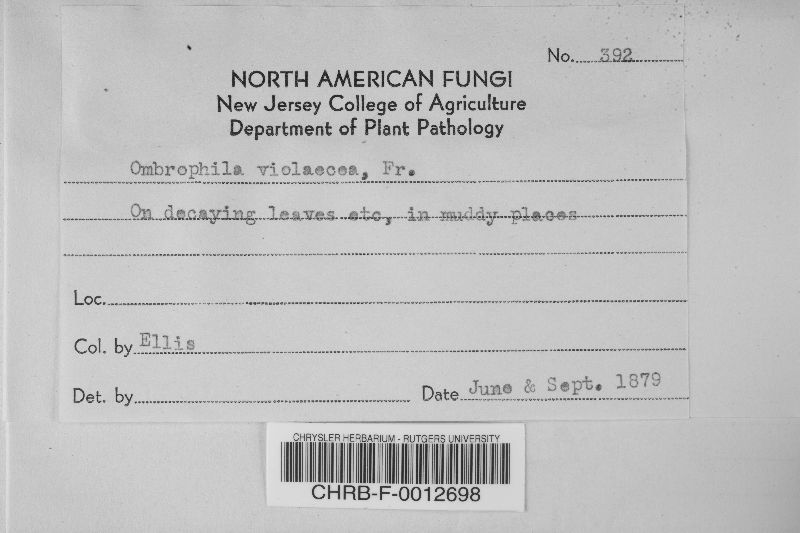 No. 392
NORTH AMERICAN FUNGI
New Jersey College of Agriculture
Department of Plant Pathology
Ombrophila violaecea, Fr.
On decaying leaves etc, in muddy places
Loc.
Col. by Ellis
Det. by
Date June & Sept. 1879
CHRYSLER HERBARIUM - RUTGERS UNIVERSITY
CHRB-F-0012698